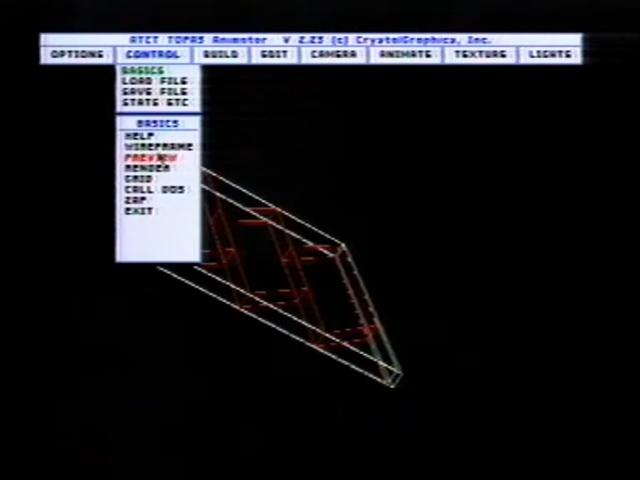 AT&T TOPAS Animator V 2.23 (c) CrystalGraphics, Inc.
OPTIONS CONTROL BUILD EDIT CAMERA ANIMATE TEXTURE LIGHTS
BASICS
LOAD FILE
SAVE FILE
STATS ETC
BASICS
HELP
WIREFRAME
PREVIEW
RENDER
GRID
CALL DOS
ZAP
EXIT